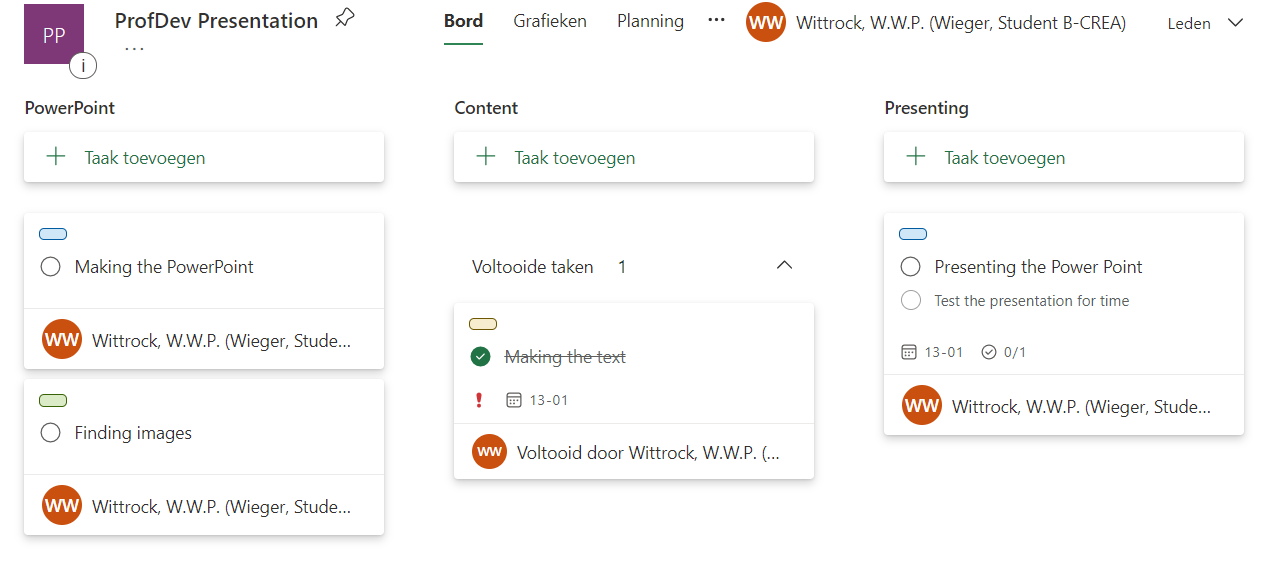 PP
ProfDev Presentation
...
i
Bord
Grafieken
Planning
...
WW
Wittrock, W.W.P. (Wieger, Student B-CREA)
Leden
PowerPoint
Taak toevoegen
Making the PowerPoint
WW
Wittrock, W.W.P. (Wieger, Stude...
Finding images
WW
Wittrock, W.W.P. (Wieger, Stude...
Content
Taak toevoegen
Voltooide taken 1
Making the text
! 13-01
WW
Voltooid door Wittrock, W.W.P. (...
Presenting
Taak toevoegen
Presenting the Power Point
Test the presentation for time
13-01 0/1
WW
Wittrock, W.W.P. (Wieger, Stude...